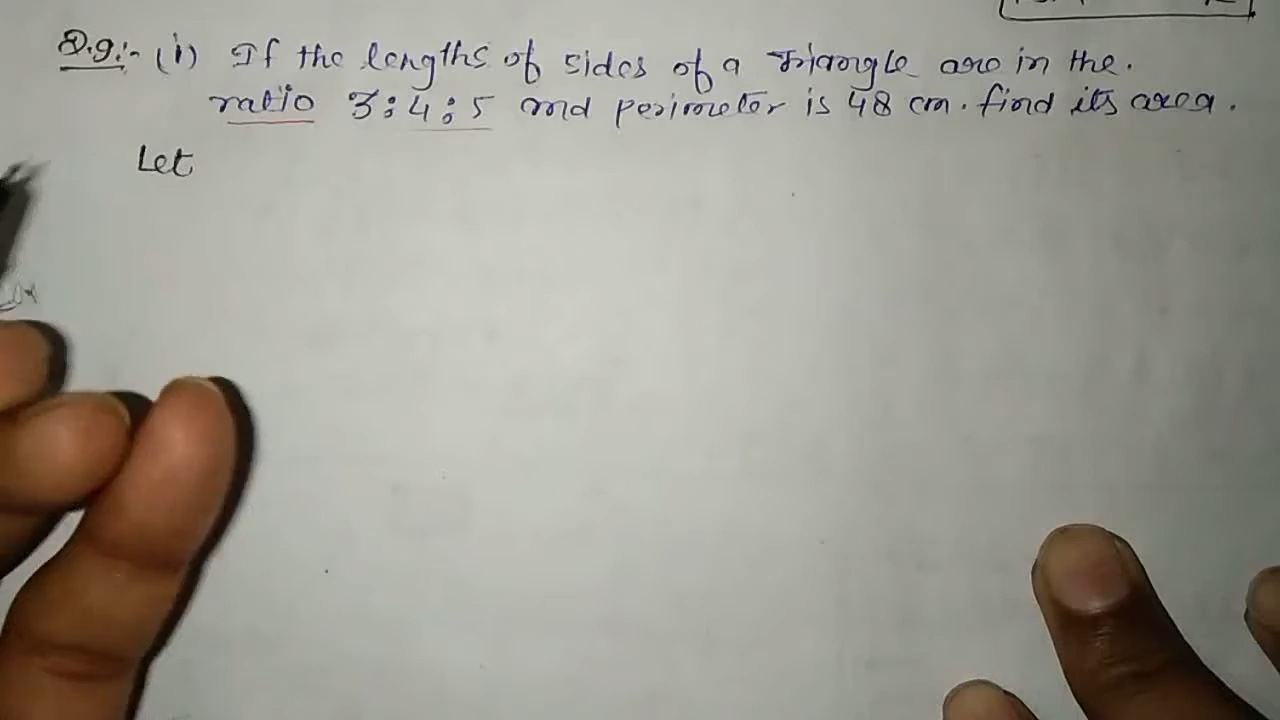 Q.9:- (i) If the lengths of sides of a triangle are in the.
ratio 3:4:5 and perimeter is 48 cm. find its area.
Let